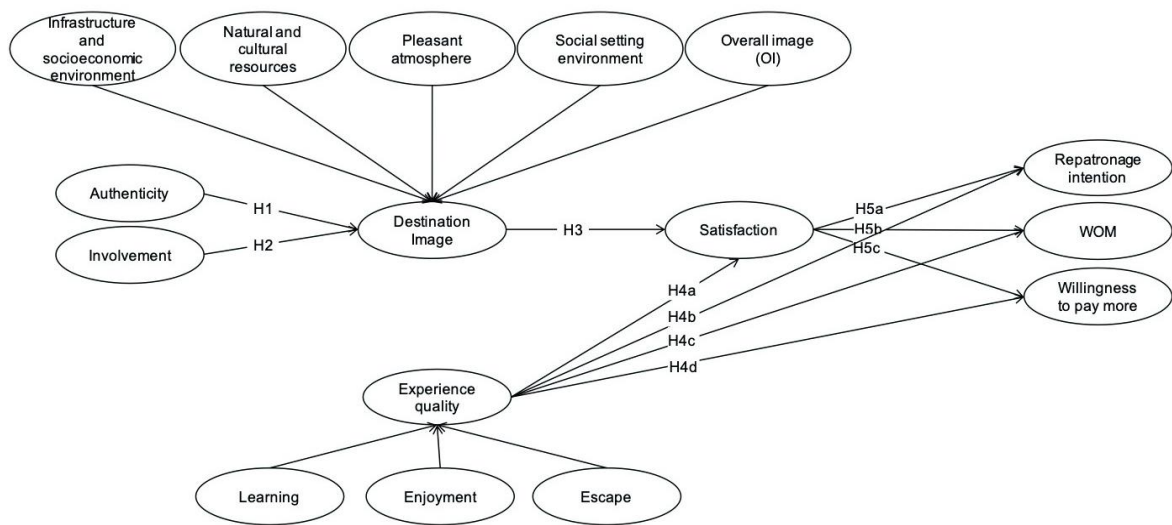 Infrastructure
and
socioeconomic
environment
Natural and
cultural
resources
Pleasant
atmosphere
Social setting
environment
Overall image
(OI)
Authenticity
H1
Involvement
H2
Destination
Image
H3
Satisfaction
H5a
H5b
H5c
Repatronage
intention
WOM
Willingness
to pay more
H4a
H4b
H4c
H4d
Experience
quality
Learning
Enjoyment
Escape